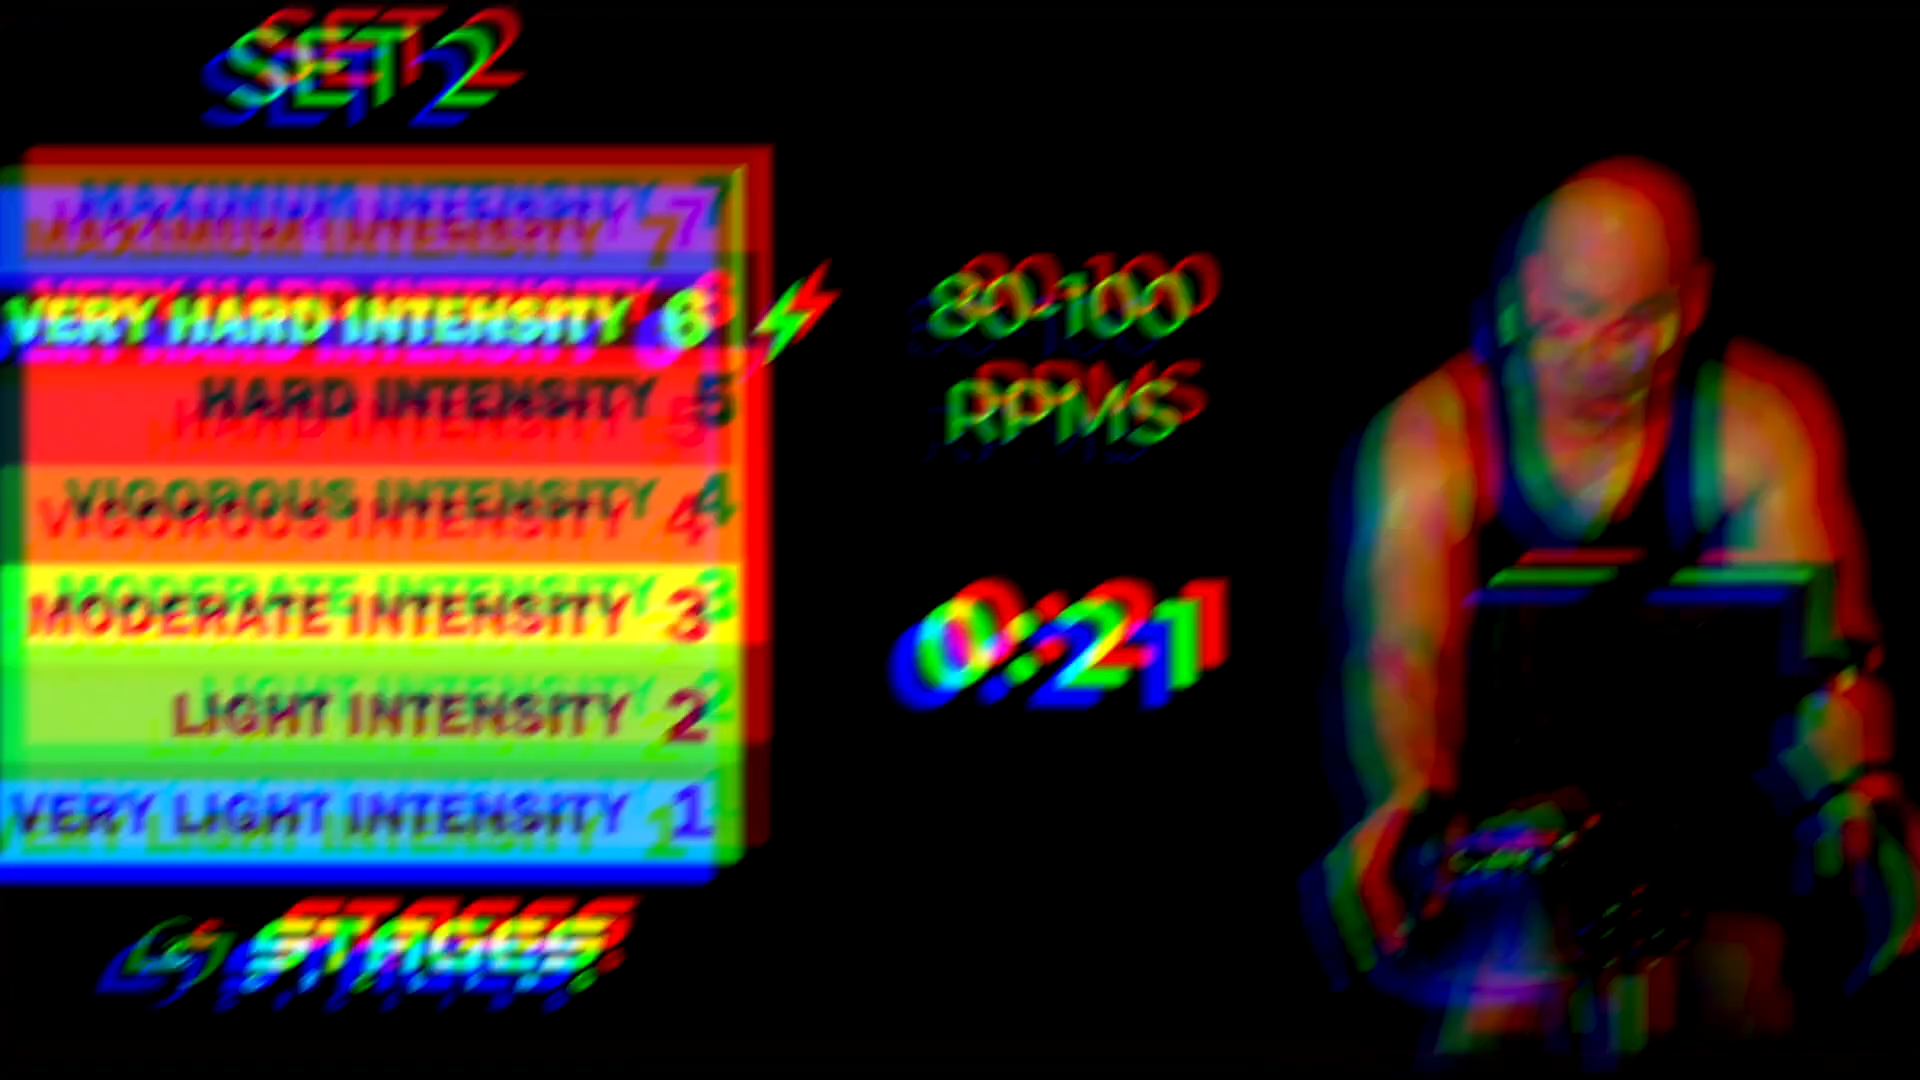 SET 2
MAXIMUM INTENSITY 7
VERY HARD INTENSITY 6
HARD INTENSITY 5
VIGOROUS INTENSITY 4
MODERATE INTENSITY 3
LIGHT INTENSITY 2
VERY LIGHT INTENSITY 1
80-100
RPMS
0:21
STAGES